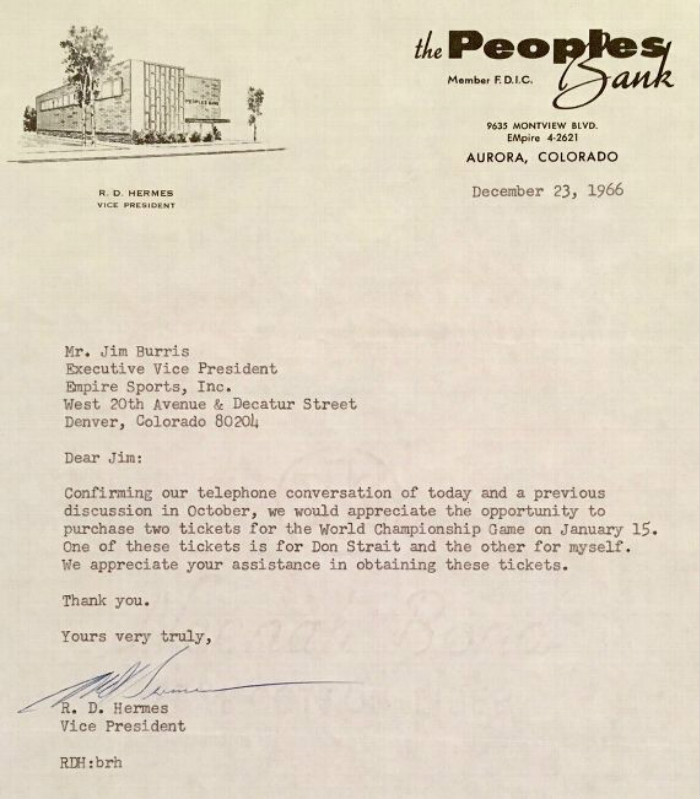 the Peoples
Bank
Member F.D.I.C.
PEOPLES BANK
9635 MONTVIEW BLVD.
EMpire 4-2621
AURORA, COLORADO
R. D. HERMES
VICE PRESIDENT
December 23, 1966
Mr. Jim Burris
Executive Vice President
Empire Sports, Inc.
West 20th Avenue & Decatur Street
Denver, Colorado 80204
Dear Jim:
Confirming our telephone conversation of today and a previous
discussion in October, we would appreciate the opportunity to
purchase two tickets for the World Championship Game on January 15.
One of these tickets is for Don Strait and the other for myself.
We appreciate your assistance in obtaining these tickets.
Thank you.
Yours very truly,
R. D. Hermes
Vice President
RDH:brh